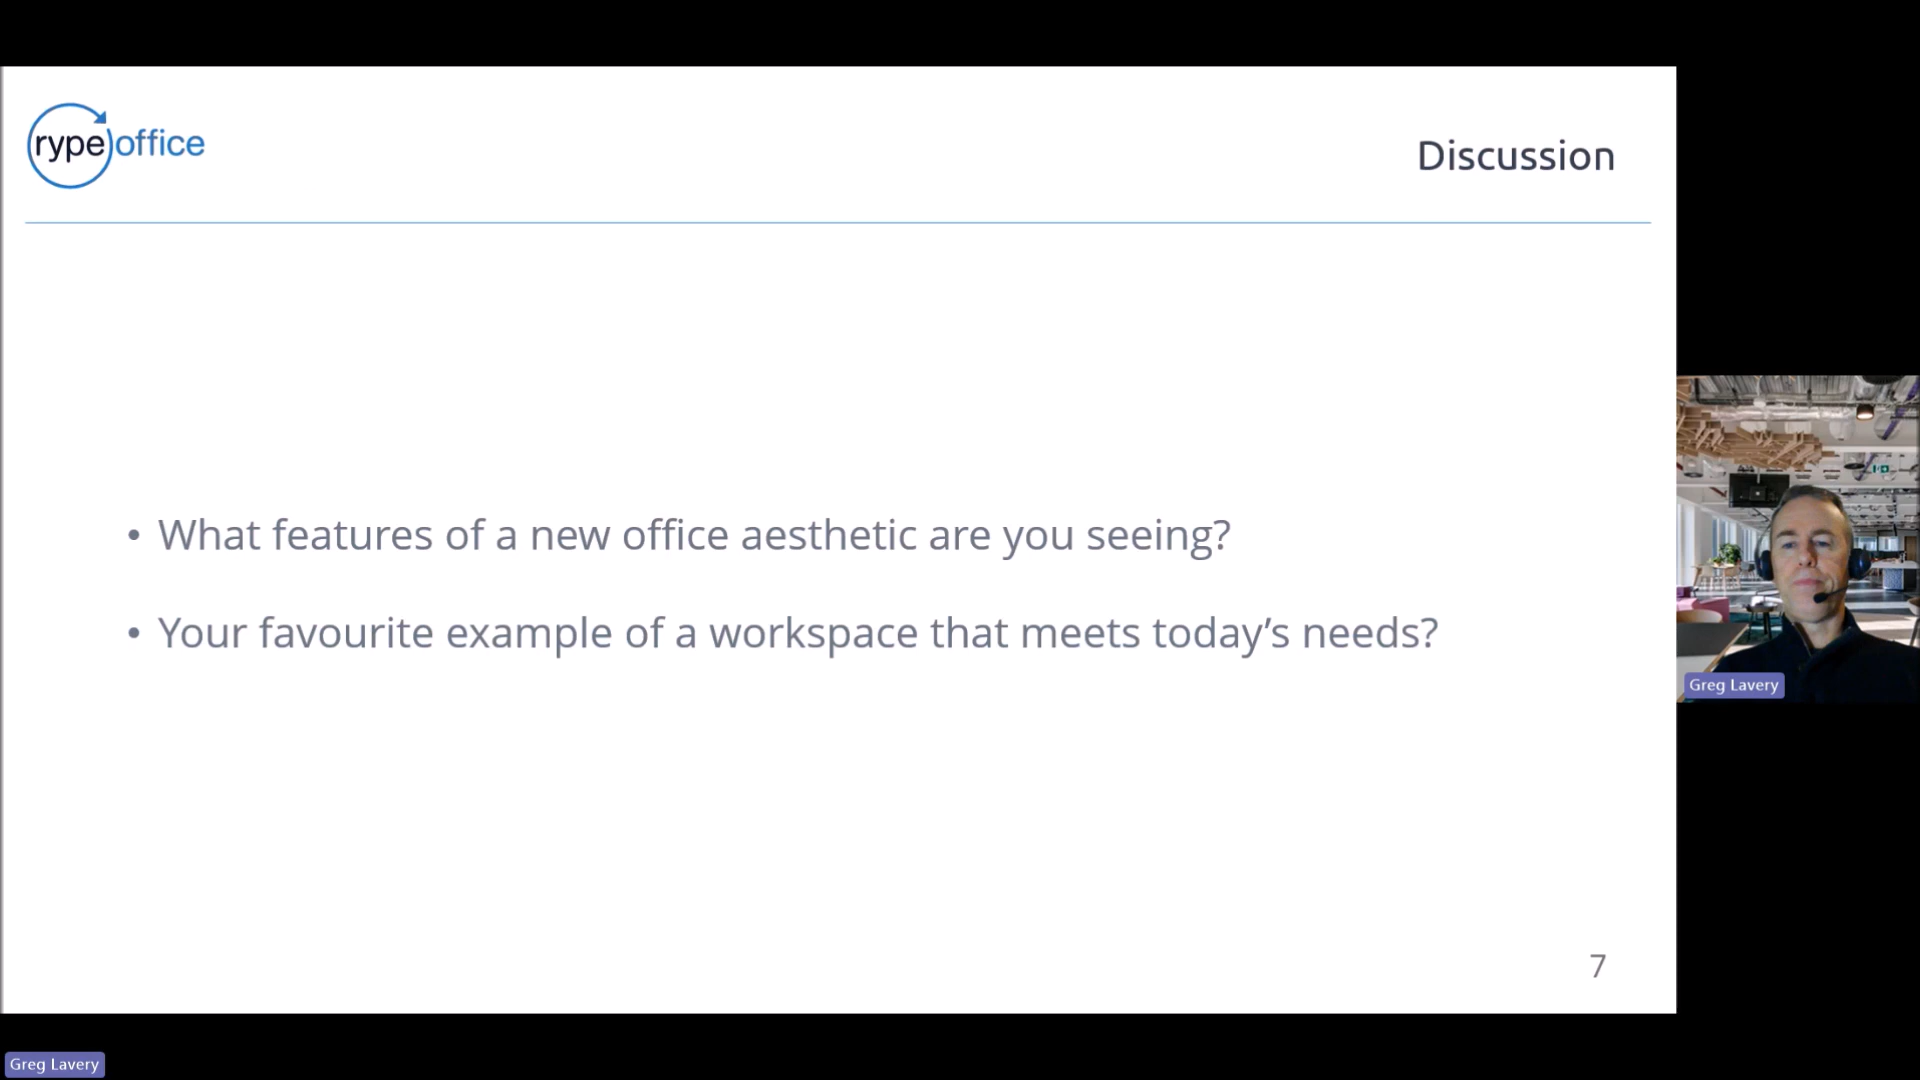 rype office
Discussion
• What features of a new office aesthetic are you seeing?
• Your favourite example of a workspace that meets today’s needs?
Greg Lavery
7
Greg Lavery